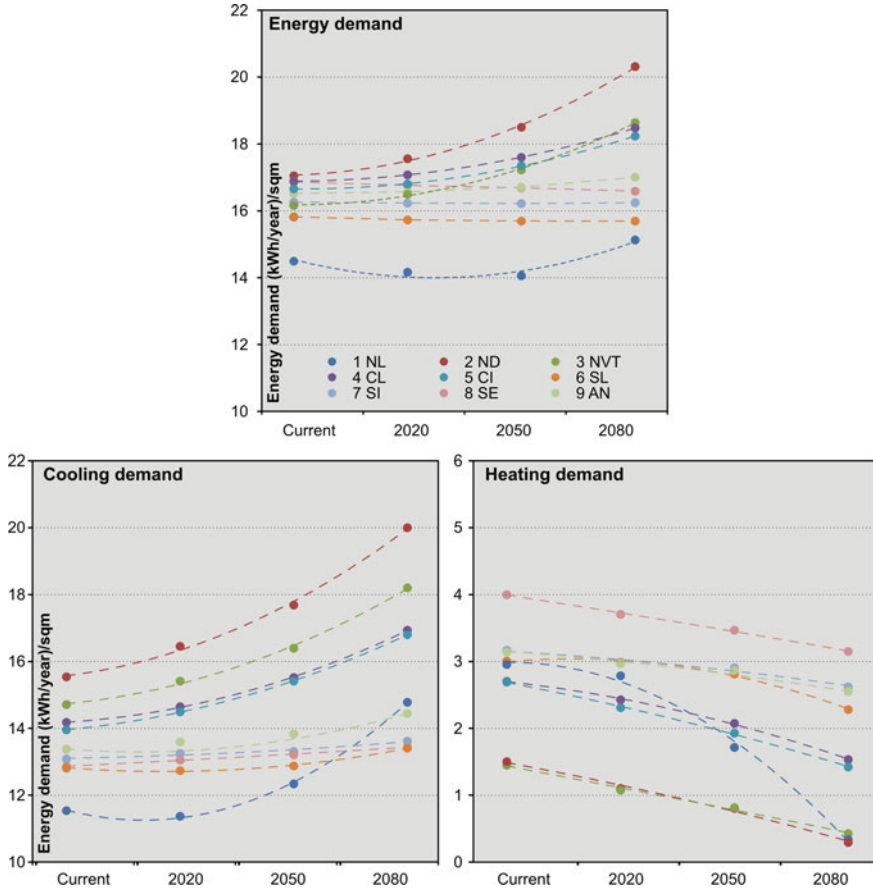 Energy demand
22
20
18
16
14
12
10
Energy demand (kWh/year)/sqm
1 NL 2 ND 3 NVT
4 CL 5 CI 6 SL
7 SI 8 SE 9 AN
Current 2020 2050 2080
Cooling demand
22
20
18
16
14
12
10
Energy demand (kWh/year)/sqm
Current 2020 2050 2080
Heating demand
6
5
4
3
2
1
0
Current 2020 2050 2080